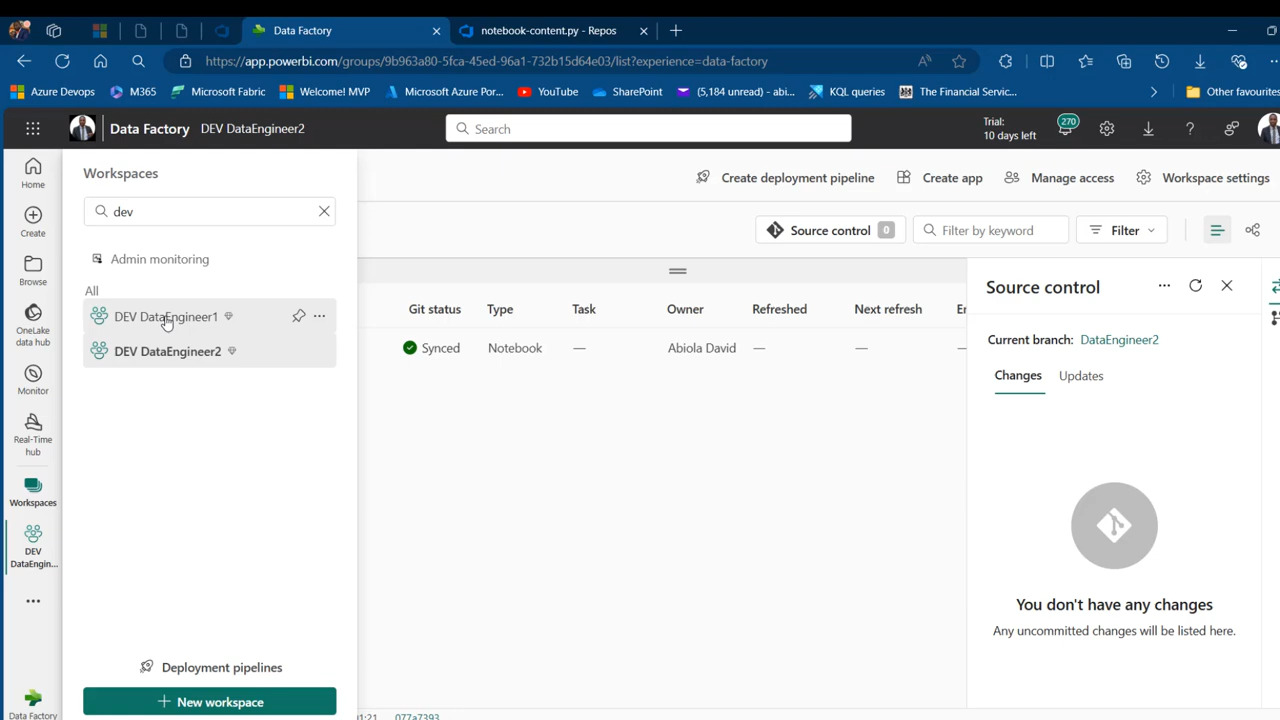 Data Factory
notebook-content.py - Repos
https://app.powerbi.com/groups/9b963a80-5fca-45ed-96a1-732b15d64e03/list?experience=data-factory
Azure Devops
M365
Microsoft Fabric
Welcome! MVP
Microsoft Azure Por...
YouTube
SharePoint
(5,184 unread) - abi...
KQL queries
The Financial Servic...
Other favourites
Data Factory
DEV DataEngineer2
Search
Trial:
10 days left
270
Home
Create
Browse
OneLake
data hub
Monitor
Real-Time
hub
Workspaces
DEV
DataEngin...
Data Factory
Workspaces
dev
Admin monitoring
All
DEV DataEngineer1
DEV DataEngineer2
Deployment pipelines
New workspace
Create deployment pipeline
Create app
Manage access
Workspace settings
Source control 0
Filter by keyword
Filter
Git status
Type
Task
Owner
Refreshed
Next refresh
Synced
Notebook
—
Abiola David
—
—
Source control
Current branch: DataEngineer2
Changes
Updates
You don't have any changes
Any uncommitted changes will be listed here.
077a7393